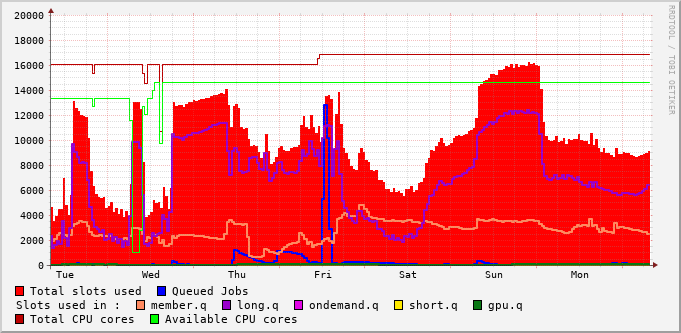 20000
18000
16000
14000
12000
10000
8000
6000
4000
2000
0
Tue Wed Thu Fri Sat Sun Mon
RRDTOOL / TOBI OETIKER
Total slots used Queued Jobs
Slots used in : member.q long.q ondemand.q short.q gpu.q
Total CPU cores Available CPU cores